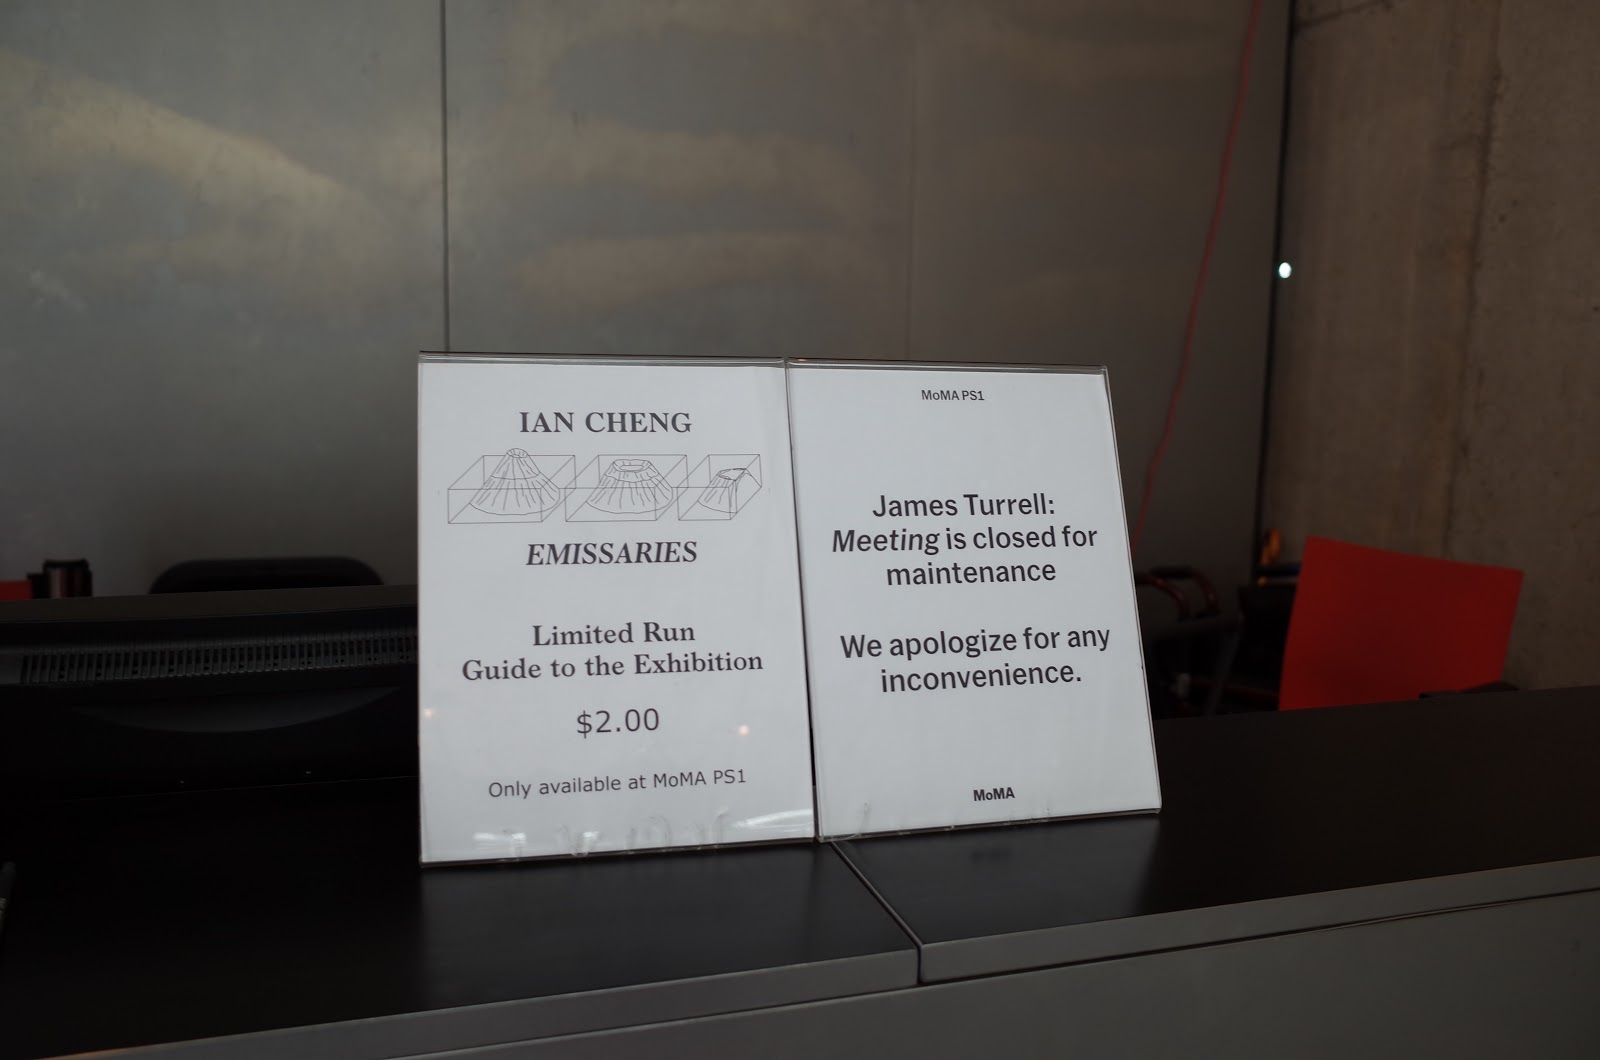 IAN CHENG
EMISSARIES
Limited Run
Guide to the Exhibition
$2.00
Only available at MoMA PS1
MoMA PS1
James Turrell:
Meeting is closed for
maintenance
We apologize for any
inconvenience.
MoMA